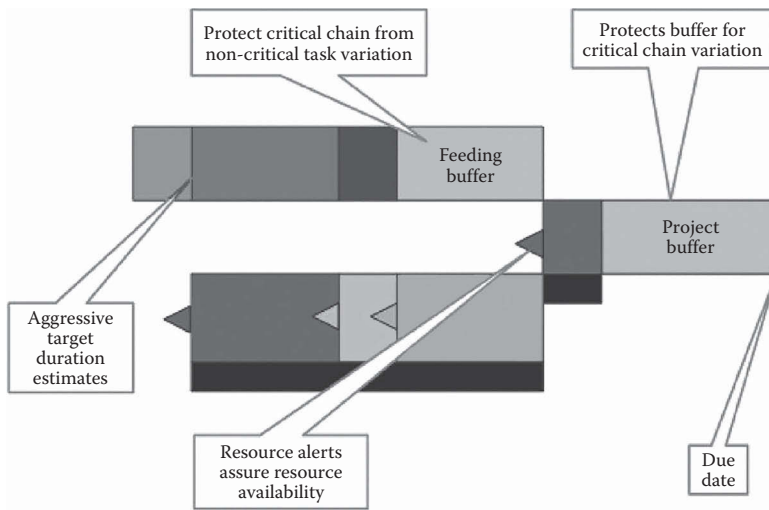 Protect critical chain from
non-critical task variation
Protects buffer for
critical chain variation
Feeding
buffer
Project
buffer
Aggressive
target
duration
estimates
Resource alerts
assure resource
availability
Due
date